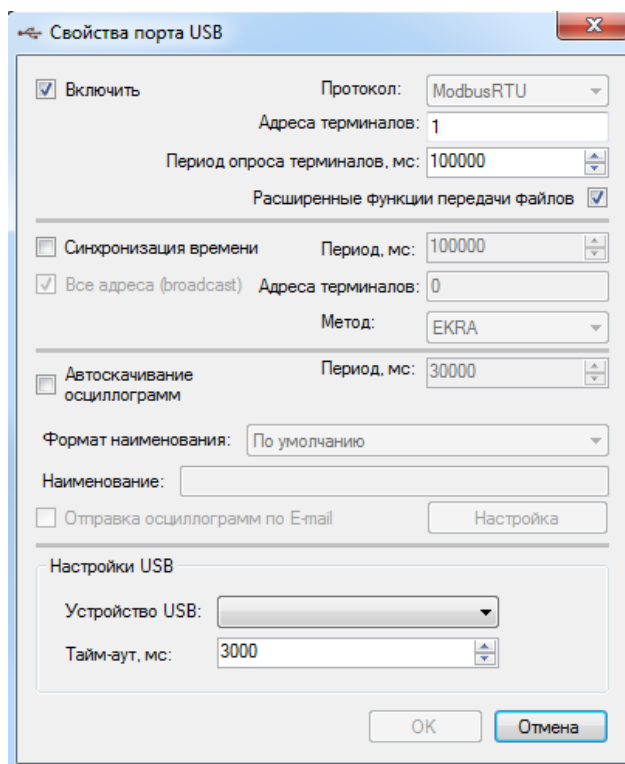 Свойства порта USB
Включить Протокол: ModbusRTU
Адреса терминалов: 1
Период опроса терминалов, мс: 100000
Расширенные функции передачи файлов
Синхронизация времени Период, мс: 100000
Все адреса (broadcast) Адреса терминалов: 0
Метод: EKRA
Автоскачивание
осциллограмм
Период, мс: 30000
Формат наименования: По умолчанию
Наименование:
Отправка осциллограмм по E-mail Настройка
Настройки USB
Устройство USB:
Тайм-аут, мс: 3000
OK Отмена